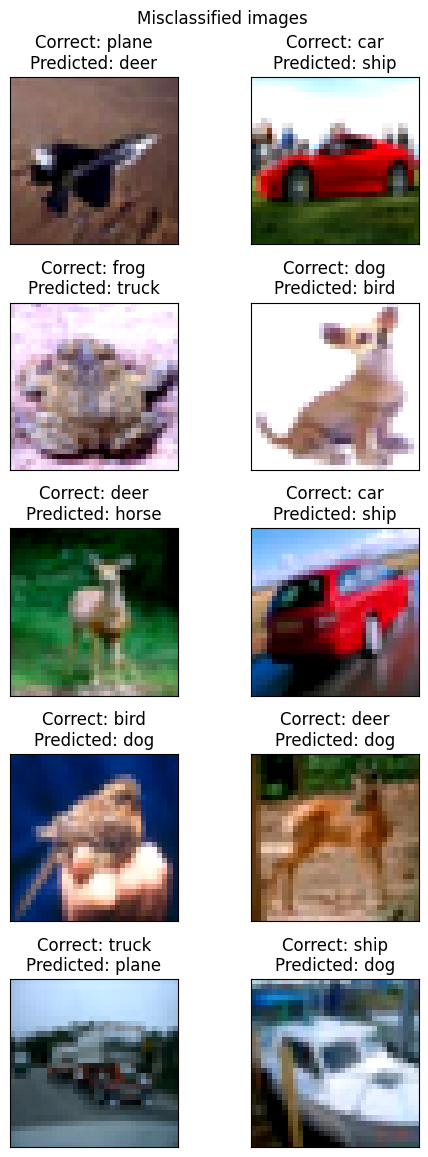 Misclassified images
Correct: plane
Predicted: deer
Correct: car
Predicted: ship
Correct: frog
Predicted: truck
Correct: dog
Predicted: bird
Correct: deer
Predicted: horse
Correct: car
Predicted: ship
Correct: bird
Predicted: dog
Correct: deer
Predicted: dog
Correct: truck
Predicted: plane
Correct: ship
Predicted: dog